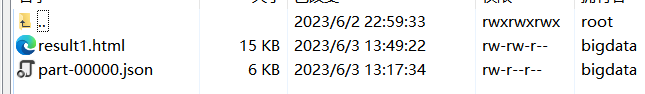 .. 2023/6/2 22:59:33 rwxrwxrwx root
result1.html 15 KB 2023/6/3 13:49:22 rw-rw-r-- bigdata
part-00000.json 6 KB 2023/6/3 13:17:34 rw-r--r-- bigdata